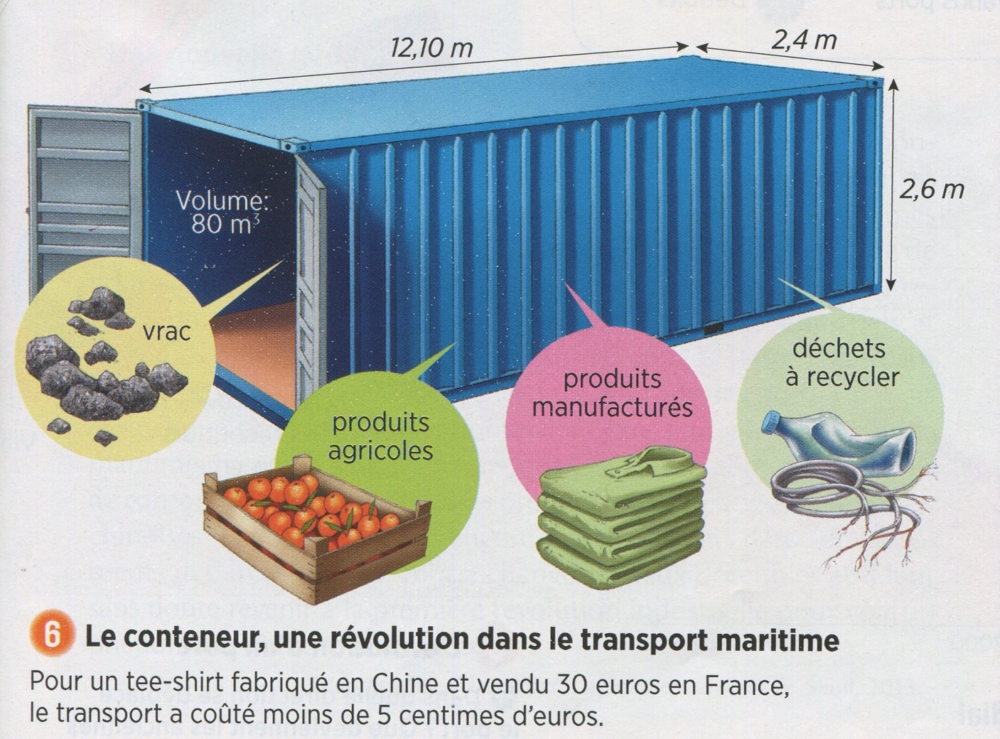 12,10 m
2,4 m
2,6 m
Volume:
80 m³
vrac
produits
agricoles
produits
manufacturés
déchets
à recycler
6 Le conteneur, une révolution dans le transport maritime
Pour un tee-shirt fabriqué en Chine et vendu 30 euros en France,
le transport a coûté moins de 5 centimes d'euros.